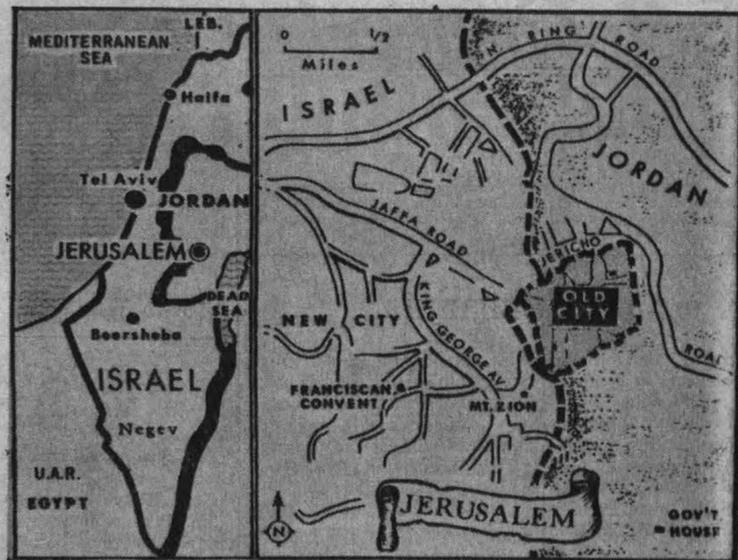 LEB.
MEDITERRANEAN
SEA
Haifa
Tel Aviv
JORDAN
JERUSALEM
DEAD
SEA
Beersheba
ISRAEL
Negev
U.A.R.
EGYPT
0 1/2
Miles
N. RING ROAD
ISRAEL
JORDAN
JAFFA ROAD
JERICHO
ROAD
OLD
CITY
NEW CITY
KING GEORGE AV.
FRANCISCAN
CONVENT
MT. ZION
JERUSALEM
N
GOV'T
HOUSE